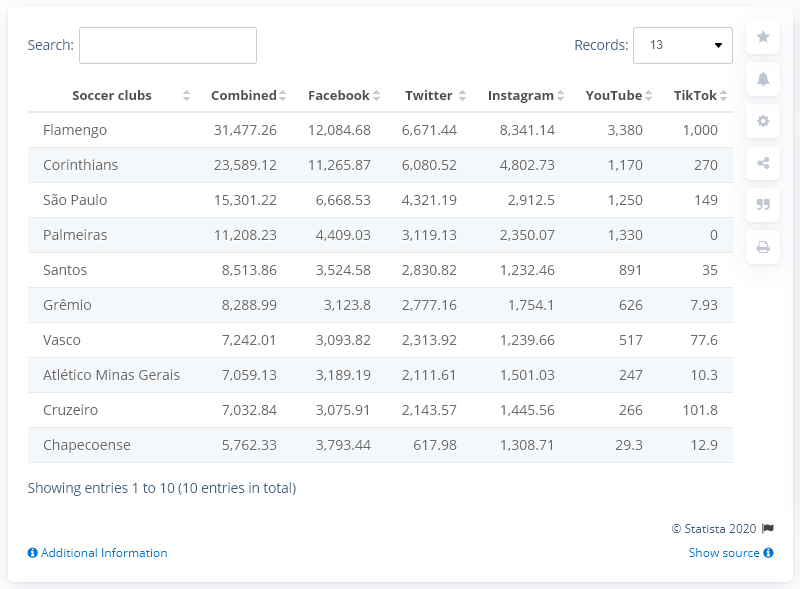 Search:
Records: 13
Soccer clubs Combined Facebook Twitter Instagram YouTube TikTok
Flamengo 31,477.26 12,084.68 6,671.44 8,341.14 3,380 1,000
Corinthians 23,589.12 11,265.87 6,080.52 4,802.73 1,170 270
São Paulo 15,301.22 6,668.53 4,321.19 2,912.5 1,250 149
Palmeiras 11,208.23 4,409.03 3,119.13 2,350.07 1,330 0
Santos 8,513.86 3,524.58 2,830.82 1,232.46 891 35
Grêmio 8,288.99 3,123.8 2,777.16 1,754.1 626 7.93
Vasco 7,242.01 3,093.82 2,313.92 1,239.66 517 77.6
Atlético Minas Gerais 7,059.13 3,189.19 2,111.61 1,501.03 247 10.3
Cruzeiro 7,032.84 3,075.91 2,143.57 1,445.56 266 101.8
Chapecoense 5,762.33 3,793.44 617.98 1,308.71 29.3 12.9
Showing entries 1 to 10 (10 entries in total)
© Statista 2020
Additional Information
Show source